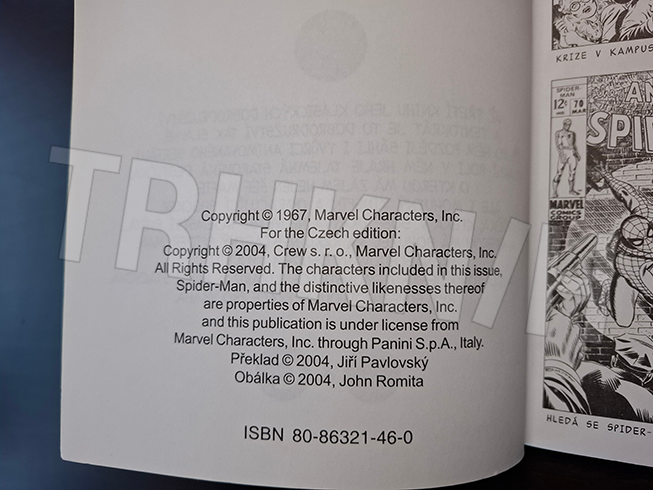 Copyright © 1967, Marvel Characters, Inc.
For the Czech edition:
Copyright © 2004, Crew s. r. o., Marvel Characters, Inc.
All Rights Reserved. The characters included in this issue,
Spider-Man, and the distinctive likenesses thereof
are properties of Marvel Characters, Inc.
and this publication is under license from
Marvel Characters, Inc. through Panini S.p.A., Italy.
Překlad © 2004, Jiří Pavlovský
Obálka © 2004, John Romita
ISBN 80-86321-46-0
KRIZE V KAMPUS
SPIDER-
MAN
12¢
70
MAR
MARVEL
COMICS
GROUP
SPI
HLEDÁ SE SPIDER-
TRHKNI